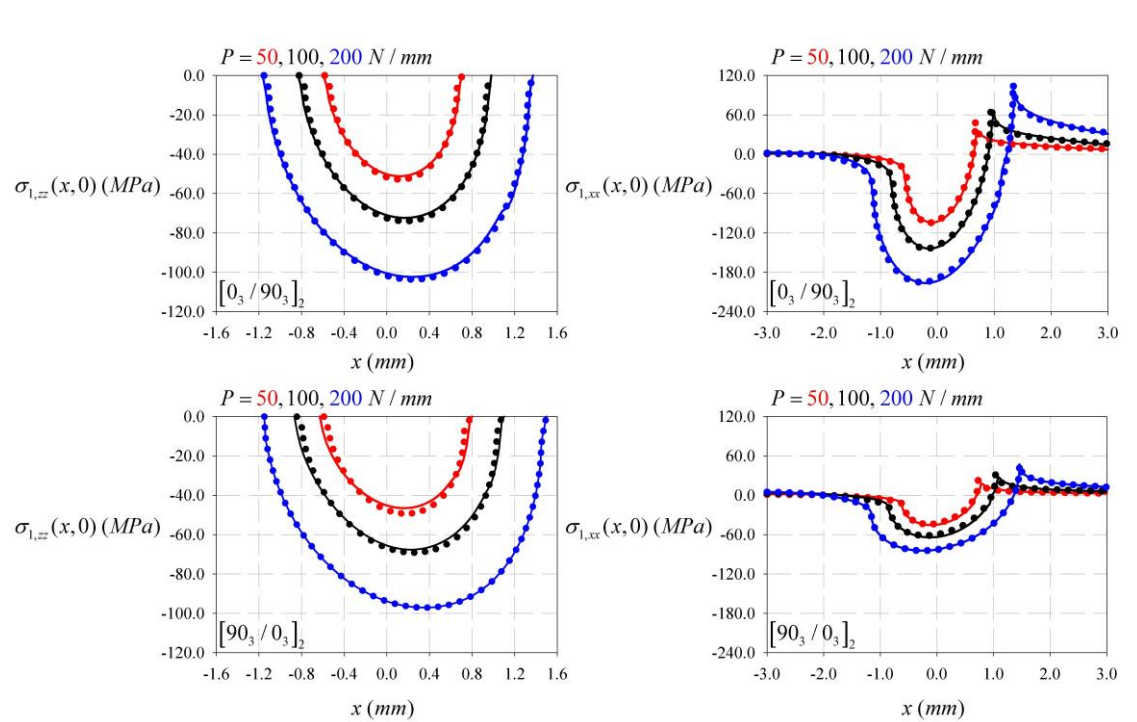 P = 50, 100, 200 N / mm
0.0
-20.0
-40.0
σ1,zz(x,0) (MPa)
-60.0
-80.0
-100.0
-120.0
[0₃ / 90₃]₂
-1.6 -1.2 -0.8 -0.4 0.0 0.4 0.8 1.2 1.6
x (mm)
P = 50, 100, 200 N / mm
120.0
60.0
0.0
σ1,xx(x,0) (MPa)
-60.0
-120.0
-180.0
-240.0
[0₃ / 90₃]₂
-3.0 -2.0 -1.0 0.0 1.0 2.0 3.0
x (mm)
P = 50, 100, 200 N / mm
0.0
-20.0
-40.0
σ1,zz(x,0) (MPa)
-60.0
-80.0
-100.0
-120.0
[90₃ / 0₃]₂
-1.6 -1.2 -0.8 -0.4 0.0 0.4 0.8 1.2 1.6
x (mm)
P = 50, 100, 200 N / mm
120.0
60.0
0.0
σ1,xx(x,0) (MPa)
-60.0
-120.0
-180.0
-240.0
[90₃ / 0₃]₂
-3.0 -2.0 -1.0 0.0 1.0 2.0 3.0
x (mm)